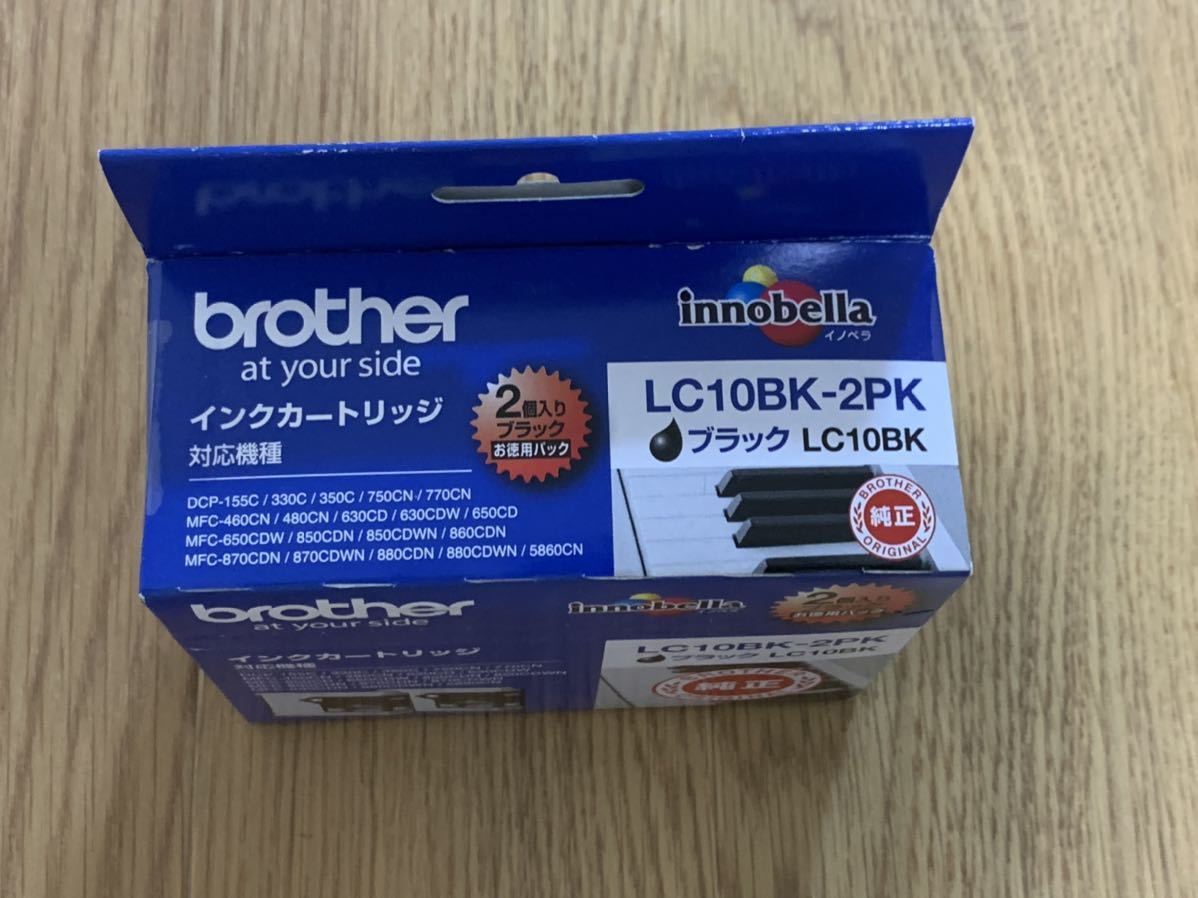 brother
at your side
インクカートリッジ
対応機種
DCP-155C / 330C / 350C / 750CN / 770CN
MFC-460CN / 480CN / 630CD / 630CDW / 650CD
MFC-650CDW / 850CDN / 850CDWN / 860CDN
MFC-870CDN / 870CDWN / 880CDN / 880CDWN / 5860CN
2個入り
ブラック
お徳用パック
innobella
イノベラ
LC10BK-2PK
ブラック LC10BK
BROTHER
純正
ORIGINAL
brother
at your side
インクカートリッジ
対応機種
innobella
2個入り
お徳用パック
LC10BK-2PK
ブラック LC10BK
純正